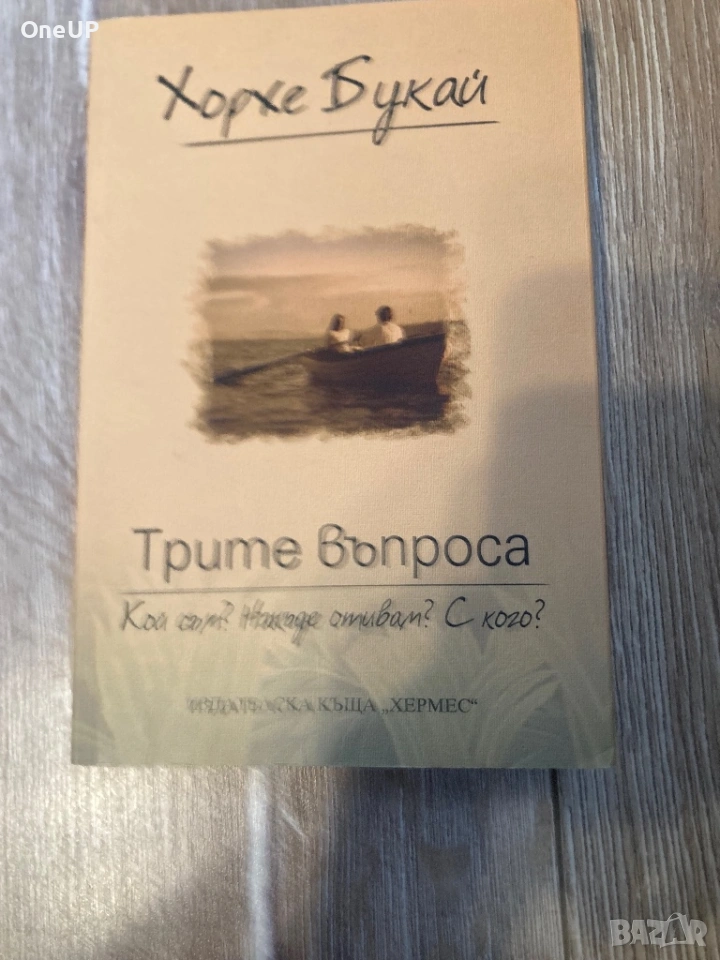 OneUP
Хорхе Букай
Трите въпроса
Кой съм? Накъде отивам? С кого?
ИЗДАТЕЛСКА КЪЩА „ХЕРМЕС“
BAZAR